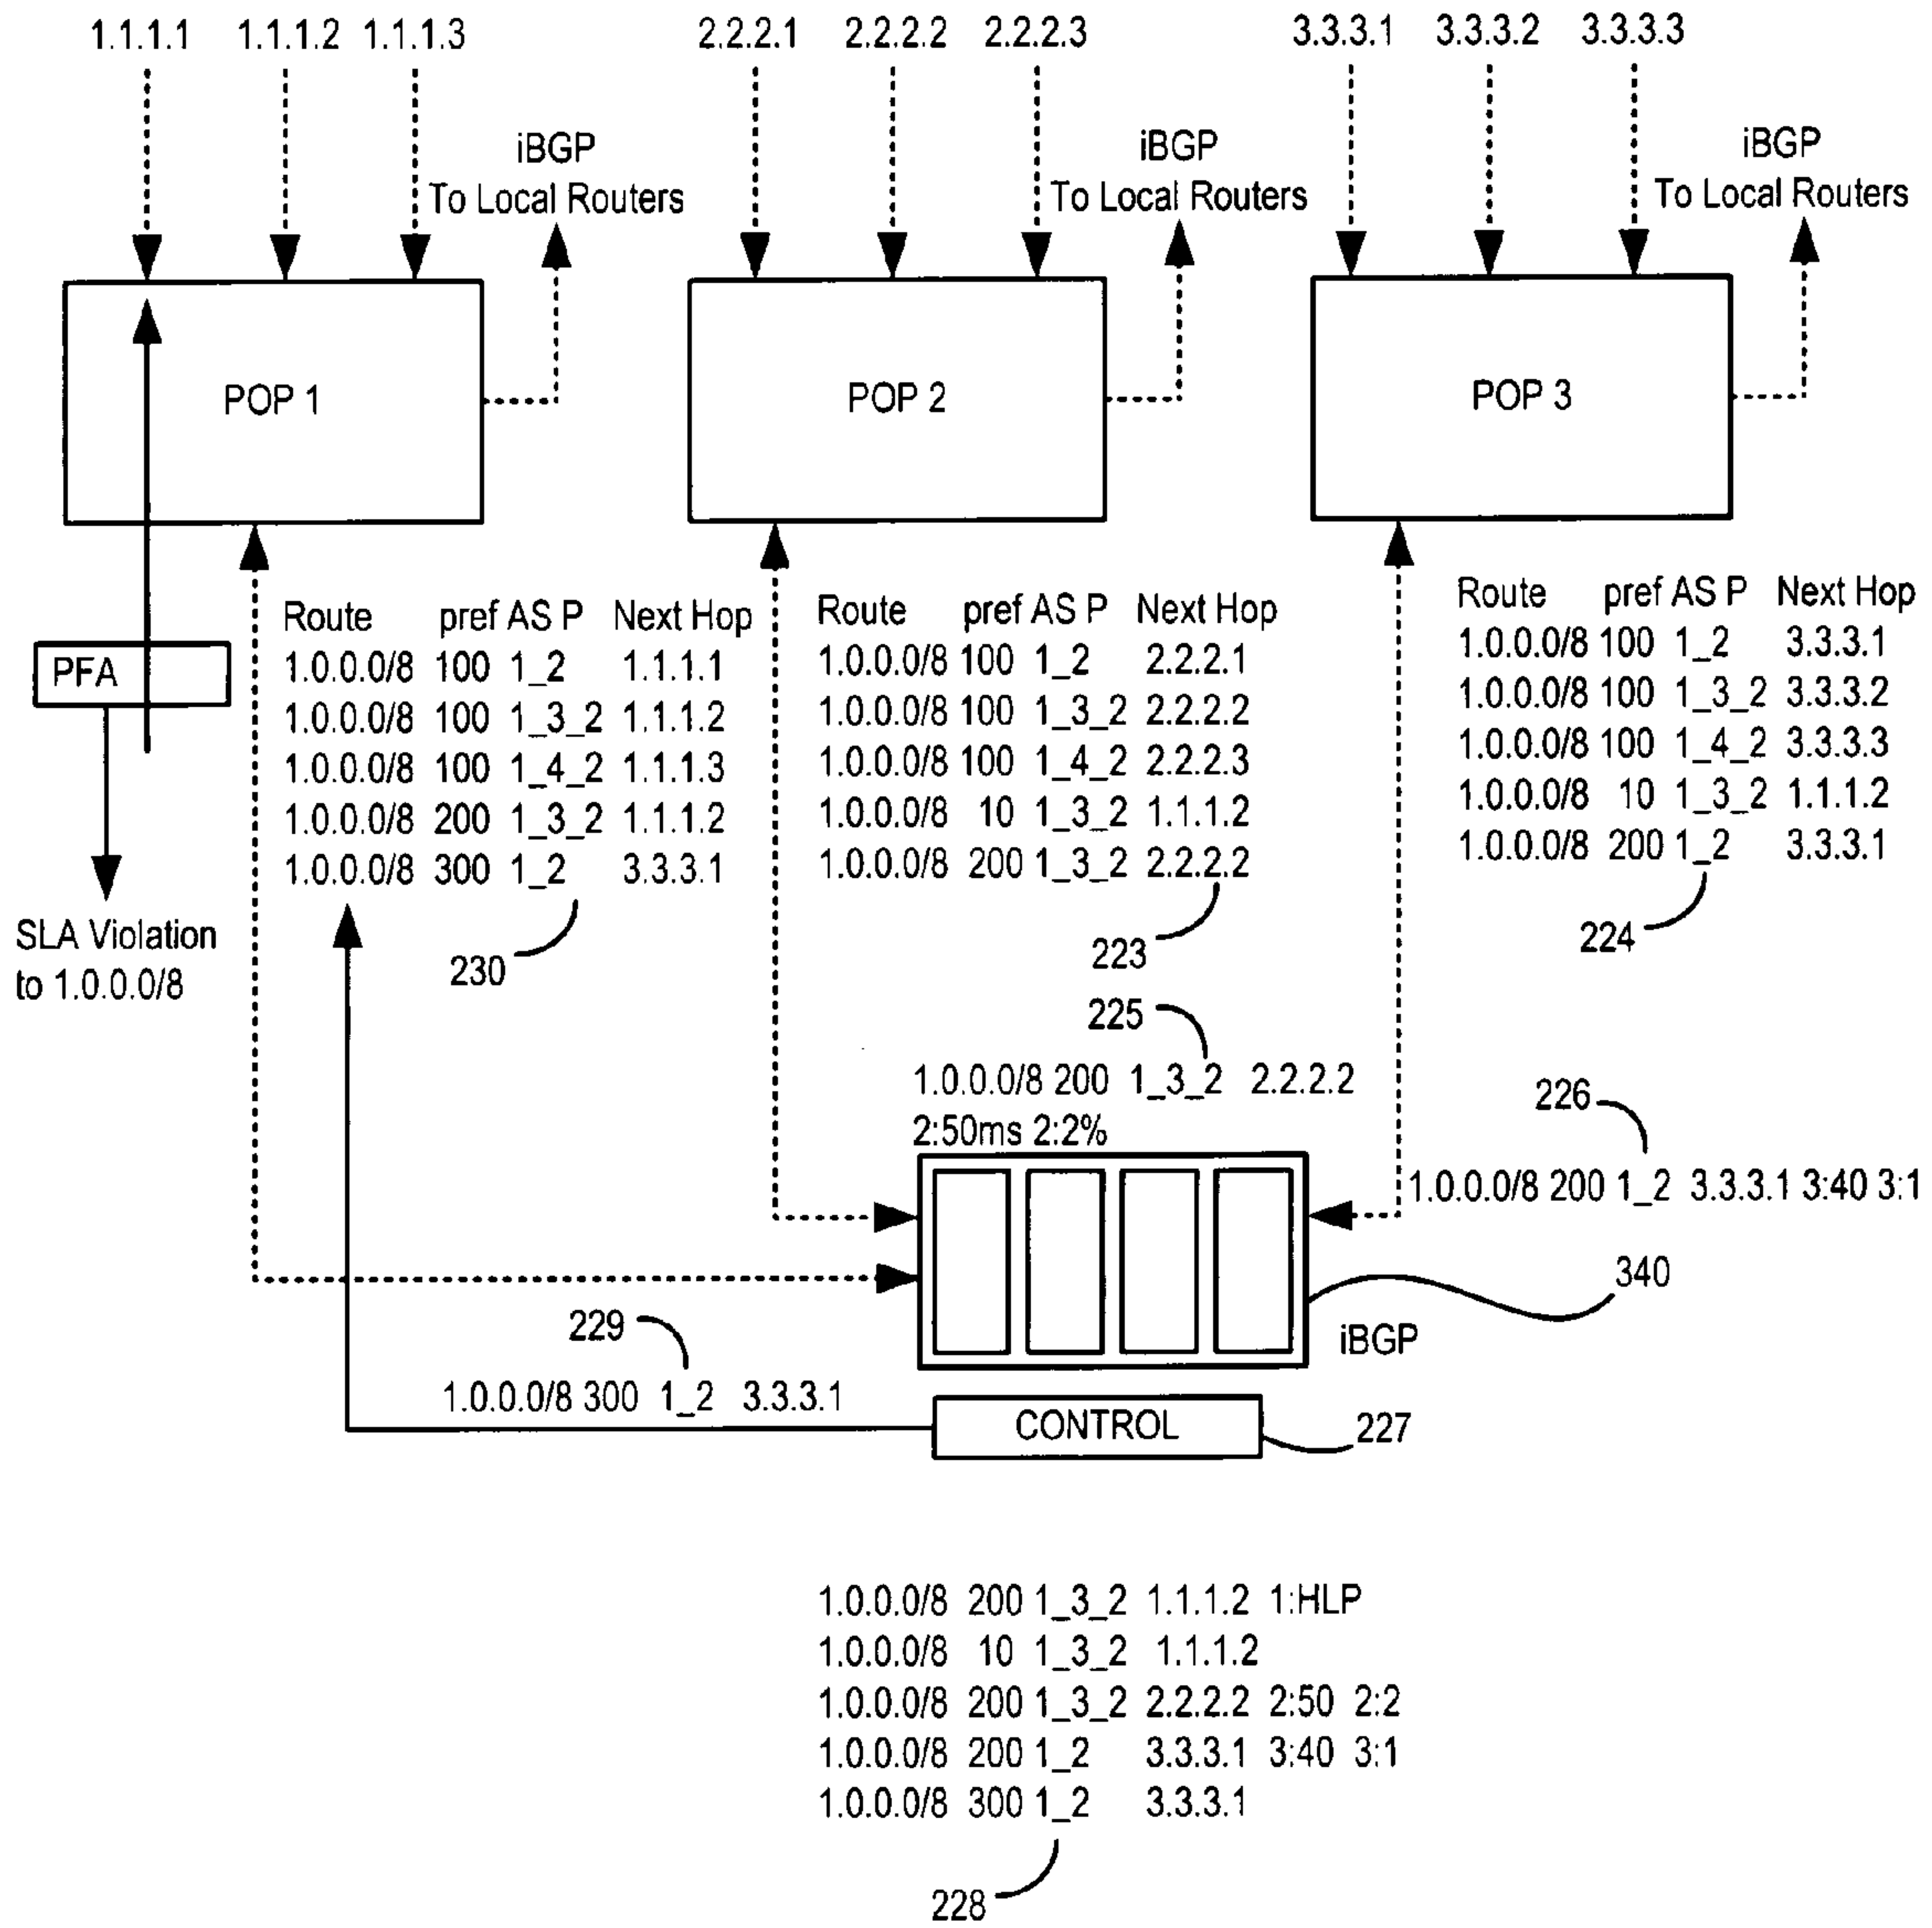 1.1.1.1 1.1.1.2 1.1.1.3 2.2.2.1 2.2.2.2 2.2.2.3 3.3.3.1 3.3.3.2 3.3.3.3
iBGP
To Local Routers
iBGP
To Local Routers
iBGP
To Local Routers
POP 1
POP 2
POP 3
PFA
SLA Violation
to 1.0.0.0/8
Route pref AS P Next Hop
1.0.0.0/8 100 1_2 1.1.1.1
1.0.0.0/8 100 1_3_2 1.1.1.2
1.0.0.0/8 100 1_4_2 1.1.1.3
1.0.0.0/8 200 1_3_2 1.1.1.2
1.0.0.0/8 300 1_2 3.3.3.1
230
Route pref AS P Next Hop
1.0.0.0/8 100 1_2 2.2.2.1
1.0.0.0/8 100 1_3_2 2.2.2.2
1.0.0.0/8 100 1_4_2 2.2.2.3
1.0.0.0/8 10 1_3_2 1.1.1.2
1.0.0.0/8 200 1_3_2 2.2.2.2
223
Route pref AS P Next Hop
1.0.0.0/8 100 1_2 3.3.3.1
1.0.0.0/8 100 1_3_2 3.3.3.2
1.0.0.0/8 100 1_4_2 3.3.3.3
1.0.0.0/8 10 1_3_2 1.1.1.2
1.0.0.0/8 200 1_2 3.3.3.1
224
225
1.0.0.0/8 200 1_3_2 2.2.2.2
2:50ms 2:2%
226
1.0.0.0/8 200 1_2 3.3.3.1 3:40 3:1
340
iBGP
229
1.0.0.0/8 300 1_2 3.3.3.1
CONTROL
227
1.0.0.0/8 200 1_3_2 1.1.1.2 1:HLP
1.0.0.0/8 10 1_3_2 1.1.1.2
1.0.0.0/8 200 1_3_2 2.2.2.2 2:50 2:2
1.0.0.0/8 200 1_2 3.3.3.1 3:40 3:1
1.0.0.0/8 300 1_2 3.3.3.1
228